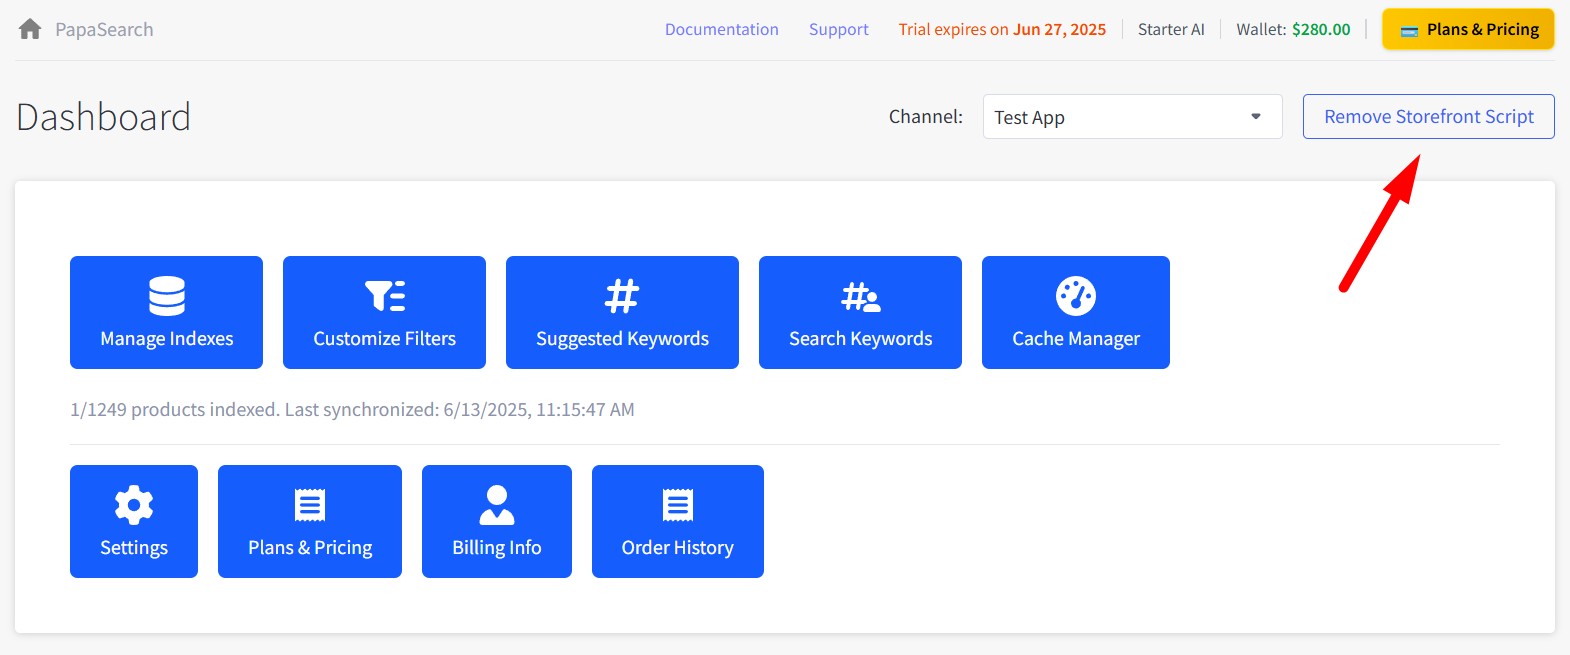 PapaSearch Documentation Support Trial expires on Jun 27, 2025 Starter AI Wallet: $280.00 Plans & Pricing
Dashboard Channel: Test App Remove Storefront Script
Manage Indexes Customize Filters Suggested Keywords Search Keywords Cache Manager
1/1249 products indexed. Last synchronized: 6/13/2025, 11:15:47 AM
Settings Plans & Pricing Billing Info Order History